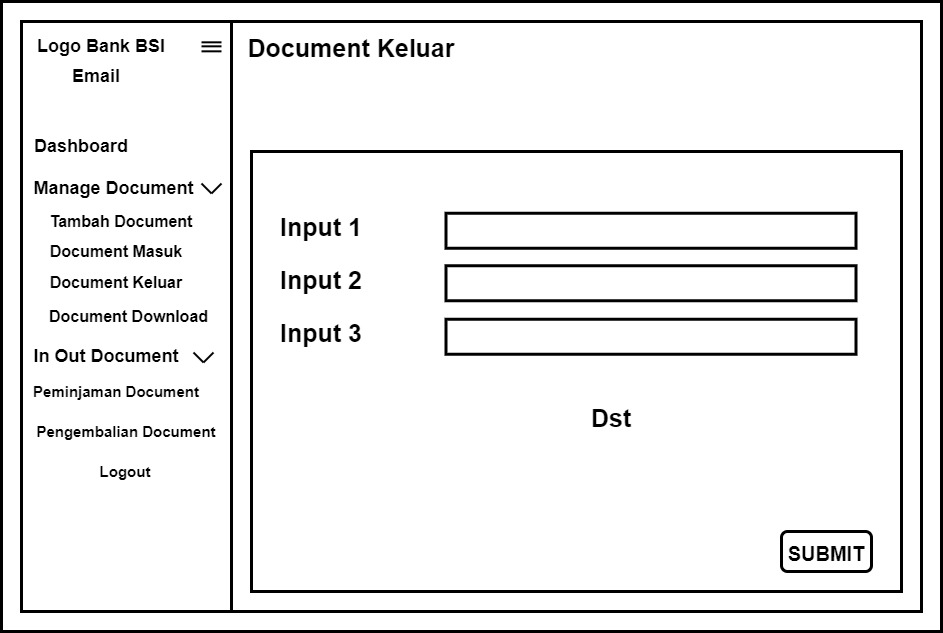 Logo Bank BSI
Email
Dashboard
Manage Document
Tambah Document
Document Masuk
Document Keluar
Document Download
In Out Document
Peminjaman Document
Pengembalian Document
Logout
Document Keluar
Input 1
Input 2
Input 3
Dst
SUBMIT